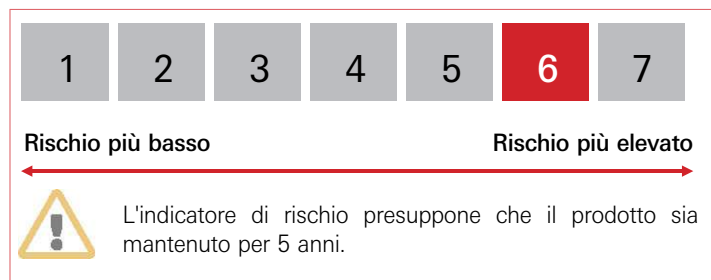 1 2 3 4 5 6 7
Rischio più basso Rischio più elevato
L'indicatore di rischio presuppone che il prodotto sia
mantenuto per 5 anni.